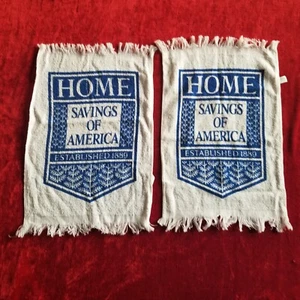 HOME
SAVINGS
OF
AMERICA
ESTABLISHED 1889
HOME
SAVINGS
OF
AMERICA
ESTABLISHED 1889